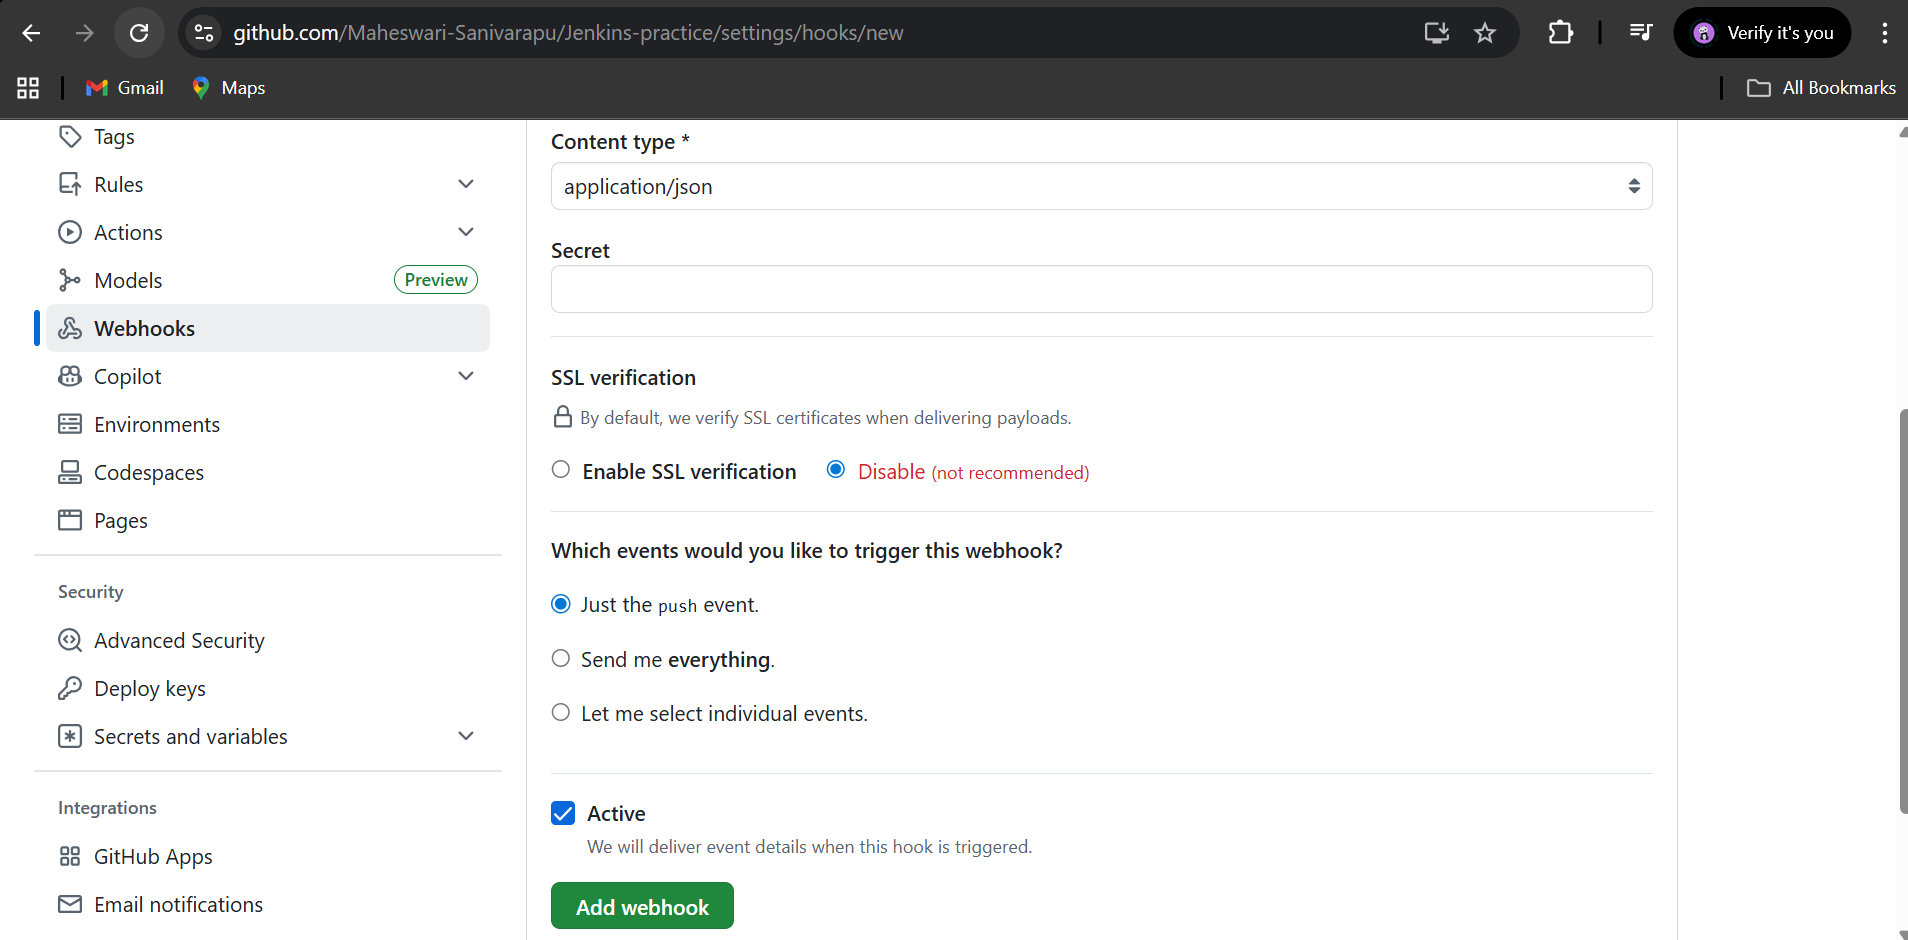 github.com/Maheswari-Sanivarapu/Jenkins-practice/settings/hooks/new
Verify it's you
Gmail
Maps
All Bookmarks
Tags
Rules
Actions
Models
Preview
Webhooks
Copilot
Environments
Codespaces
Pages
Security
Advanced Security
Deploy keys
Secrets and variables
Integrations
GitHub Apps
Email notifications
Content type *
application/json
Secret
SSL verification
By default, we verify SSL certificates when delivering payloads.
Enable SSL verification
Disable (not recommended)
Which events would you like to trigger this webhook?
Just the push event.
Send me everything.
Let me select individual events.
Active
We will deliver event details when this hook is triggered.
Add webhook